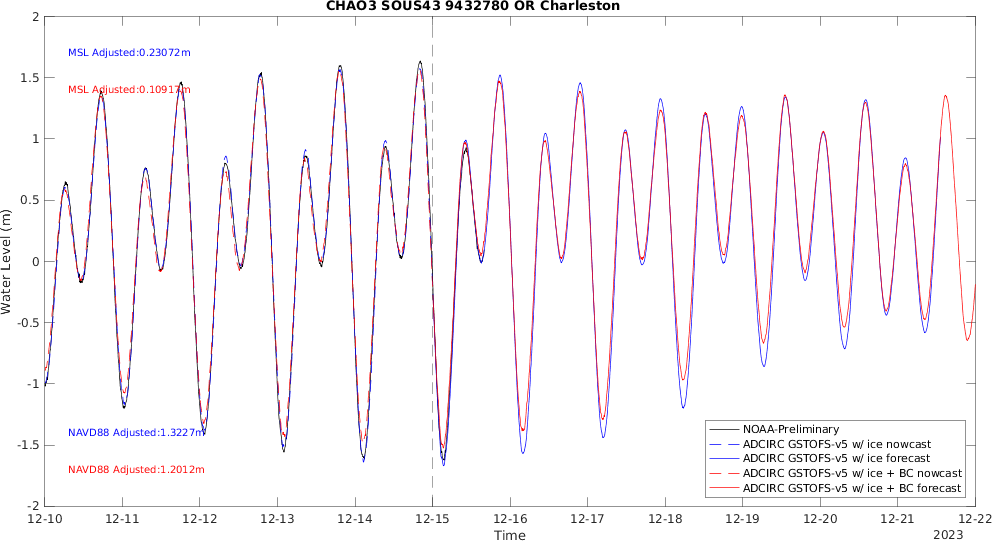 CHAO3 SOUS43 9432780 OR Charleston
MSL Adjusted:0.23072m
MSL Adjusted:0.10917m
NAVD88 Adjusted:1.3227m
NAVD88 Adjusted:1.2012m
Water Level (m)
2
1.5
1
0.5
0
-0.5
-1
-1.5
-2
NOAA-Preliminary
ADCIRC GSTOFS-v5 w/ ice nowcast
ADCIRC GSTOFS-v5 w/ ice forecast
ADCIRC GSTOFS-v5 w/ ice + BC nowcast
ADCIRC GSTOFS-v5 w/ ice + BC forecast
12-10 12-11 12-12 12-13 12-14 12-15 12-16 12-17 12-18 12-19 12-20 12-21 12-22
Time
2023